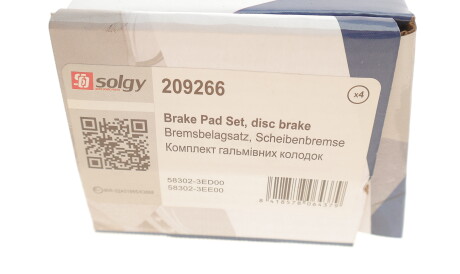 solgy
209266
x4
Brake Pad Set, disc brake
Bremsbelagsatz, Scheibenbremse
Комплект гальмівних колодок
58302-3ED00
58302-3EE00